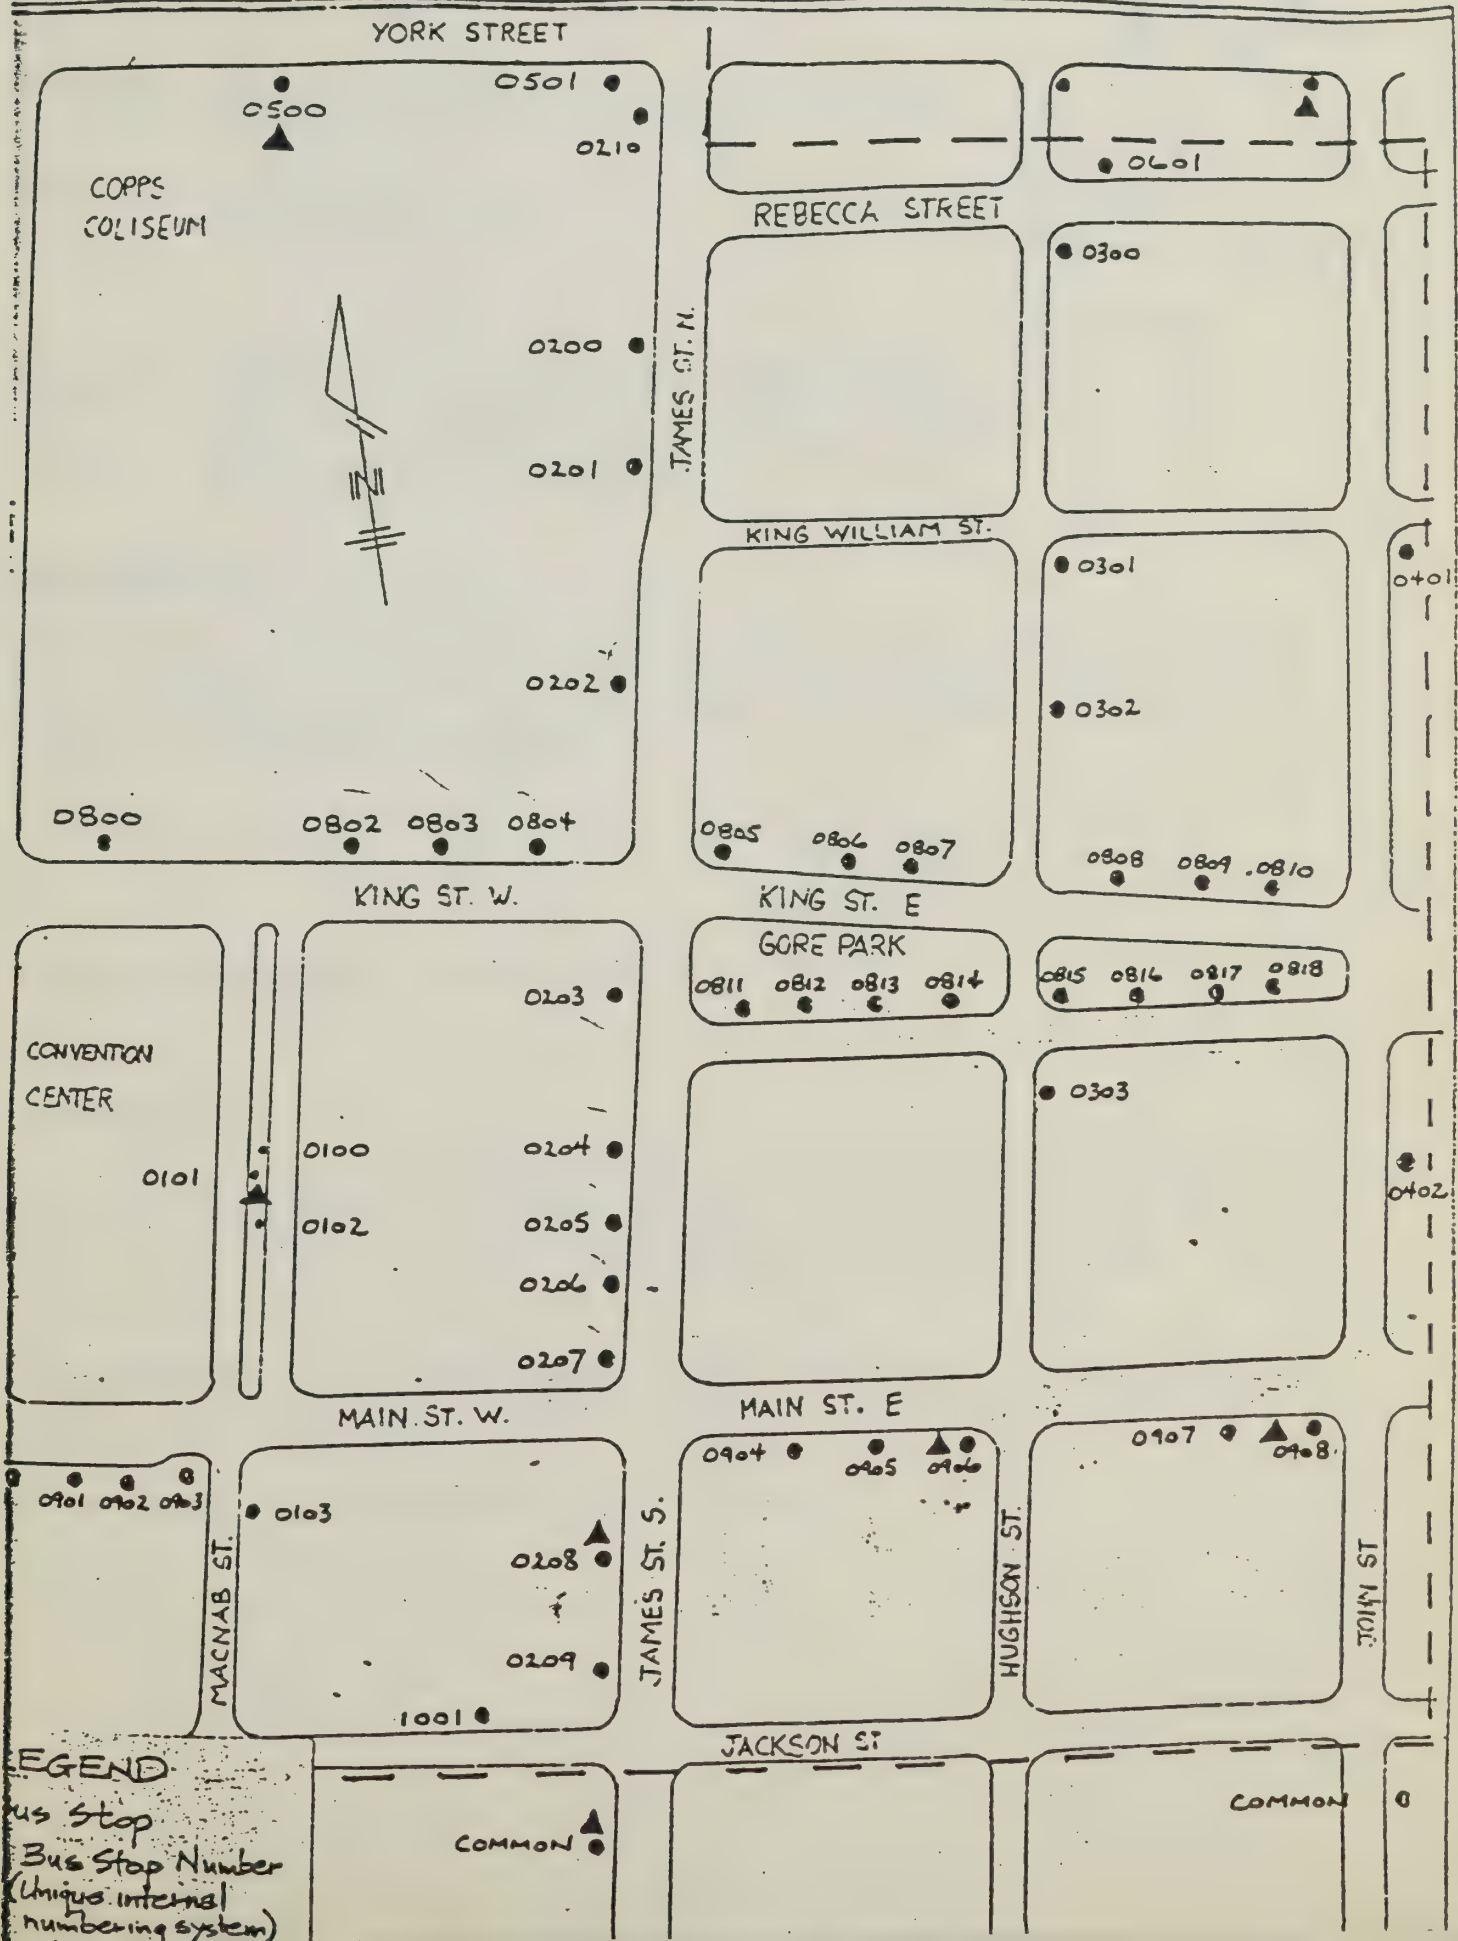 YORK STREET
0501
0500
0210
COPPS
COLISEUM
0601
REBECCA STREET
0300
0200
JAMES ST. N.
0201
N
KING WILLIAM ST.
0301
0401
0202
0302
0800
0802 0803 0804
0805
0806 0807
0808 0809 0810
KING ST. W.
KING ST. E
GORE PARK
0811 0812 0813 0814
0815 0816 0817 0818
0203
CONVENTION
CENTER
0303
0100
0204
0101
0402
0102
0205
0206
0207
MAIN ST. W.
MAIN ST. E
0904
0905 0906
0907
0908
0901 0902 0903
0103
0208
MACNAB ST.
JAMES ST. S.
HUGHSON ST.
JOHN ST
0209
1001
JACKSON ST
EGEND
us Stop
Bus Stop Number
(Unique internal
numbering system)
COMMON
COMMON